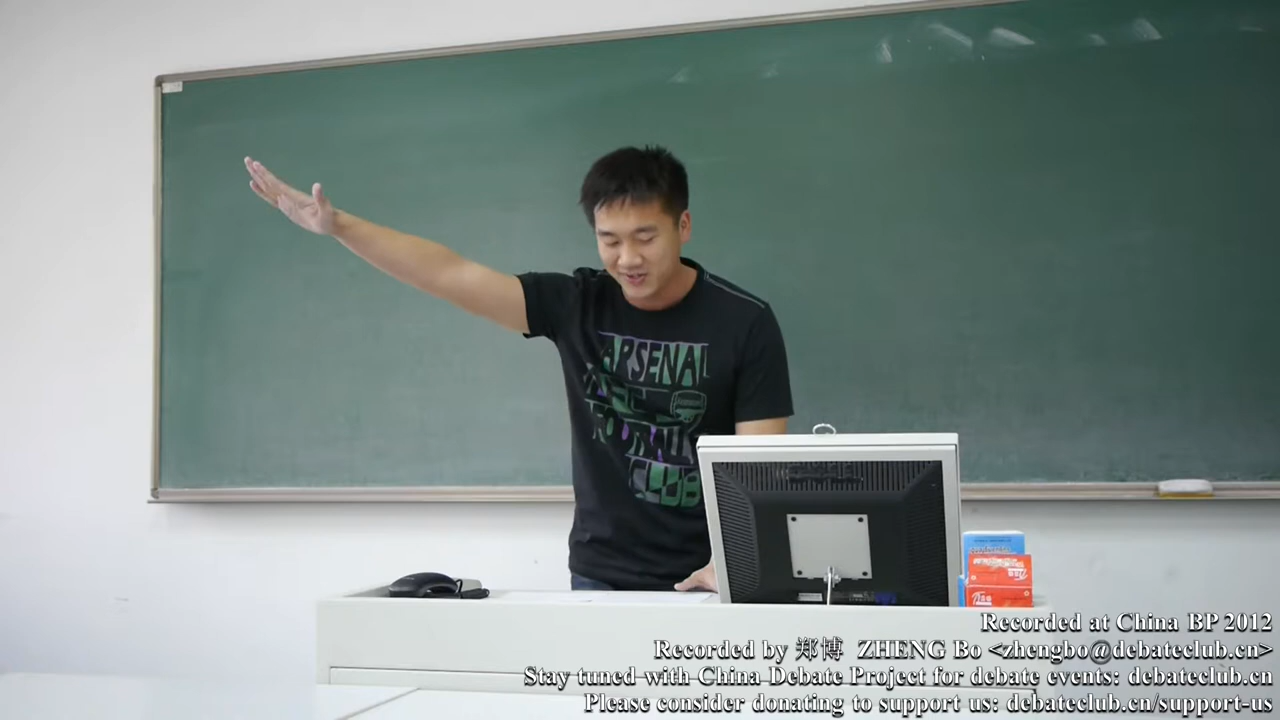 ARSENAL
FOOTBALL
CLUB
Recorded at China BP 2012
Recorded by 郑博 ZHENG Bo <zhengbo@debateclub.cn>
Stay tuned with China Debate Project for debate events: debateclub.cn
Please consider donating to support us: debateclub.cn/support-us